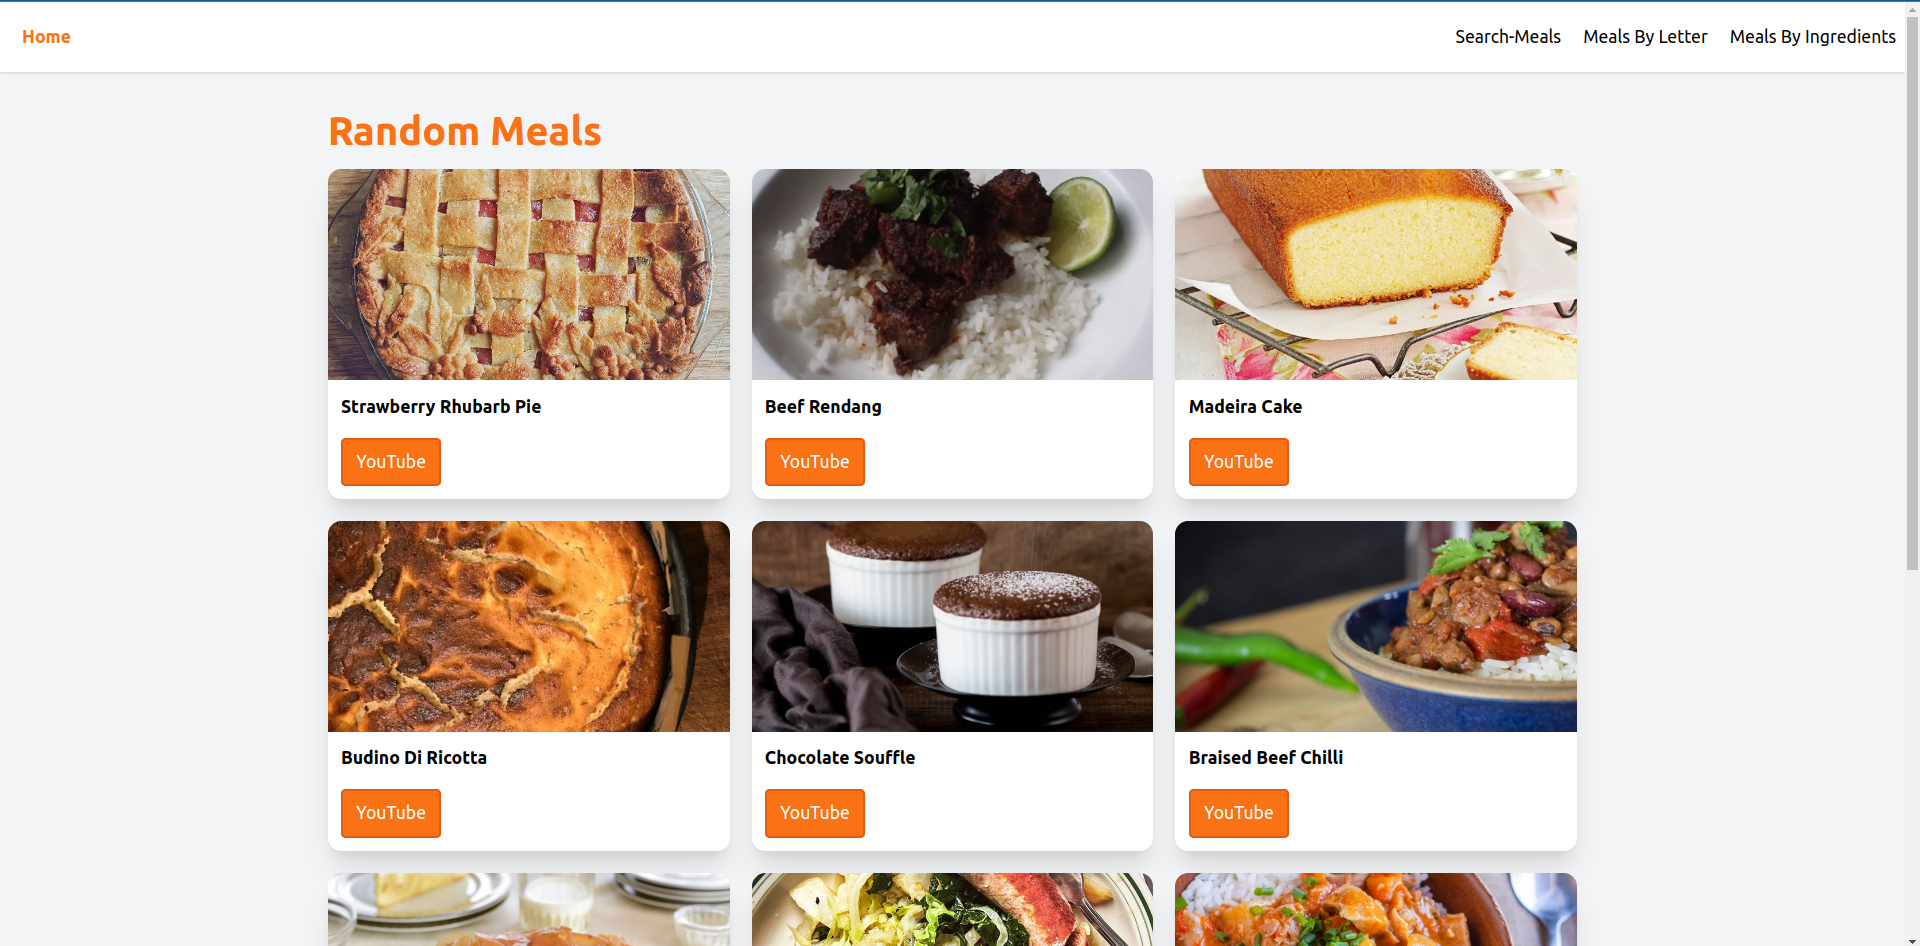 Home
Search-Meals
Meals By Letter
Meals By Ingredients
Random Meals
Strawberry Rhubarb Pie
YouTube
Beef Rendang
YouTube
Madeira Cake
YouTube
Budino Di Ricotta
YouTube
Chocolate Souffle
YouTube
Braised Beef Chilli
YouTube